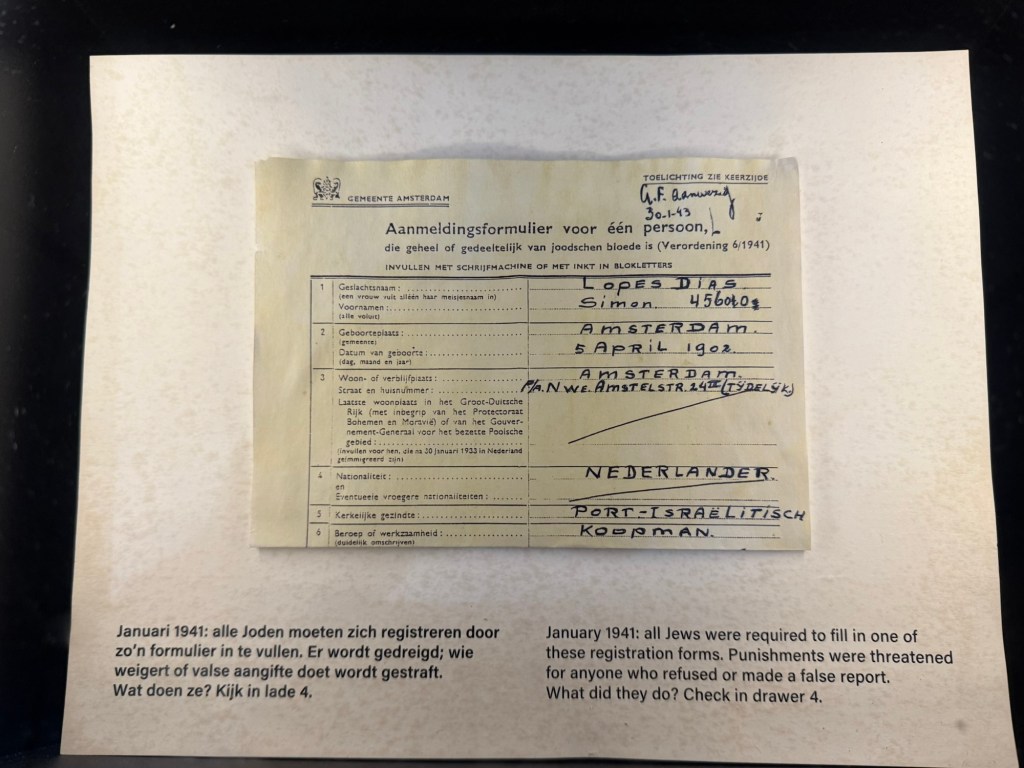 GEMEENTE AMSTERDAM
TOELICHTING ZIE KEERZIJDE
G.F. aanwezig
30-1-43
Aanmeldingsformulier voor één persoon,
die geheel of gedeeltelijk van joodschen bloede is (Verordening 6/1941)
INVULLEN MET SCHRIJFMACHINE OF MET INKT IN BLOKLETTERS
1 Geslachtsnaam : LOPES DIAS
(een vrouw vult alléén haar meisjesnaam in)
Voornamen : Simon.
(alle voluit)
2 Geboorteplaats : AMSTERDAM.
(gemeente)
Datum van geboorte : 5 APRIL 1902.
(dag, maand en jaar)
3 Woon- of verblijfplaats : AMSTERDAM.
Straat en huisnummer : P/A. NWE. AMSTELSTR. 24 III (TIJDELIJK)
Laatste woonplaats in het Groot-Duitsche
Rijk (met inbegrip van het Protectoraat
Bohemen en Moravië) of van het Gouver-
nement-Generaal voor het bezette Poolsche
gebied :
(invullen voor hen, die na 30 Januari 1933 in Nederland
geïmmigreerd zijn)
4 Nationaliteit : NEDERLANDER.
en
Eventueele vroegere nationaliteiten :
5 Kerkelijke gezindte : PORT-ISRAËLITISCH
6 Beroep of werkzaamheid : KOOPMAN.
(duidelijk omschrijven)
Januari 1941: alle Joden moeten zich registreren door
zo'n formulier in te vullen. Er wordt gedreigd; wie
weigert of valse aangifte doet wordt gestraft.
Wat doen ze? Kijk in lade 4.
January 1941: all Jews were required to fill in one of
these registration forms. Punishments were threatened
for anyone who refused or made a false report.
What did they do? Check in drawer 4.